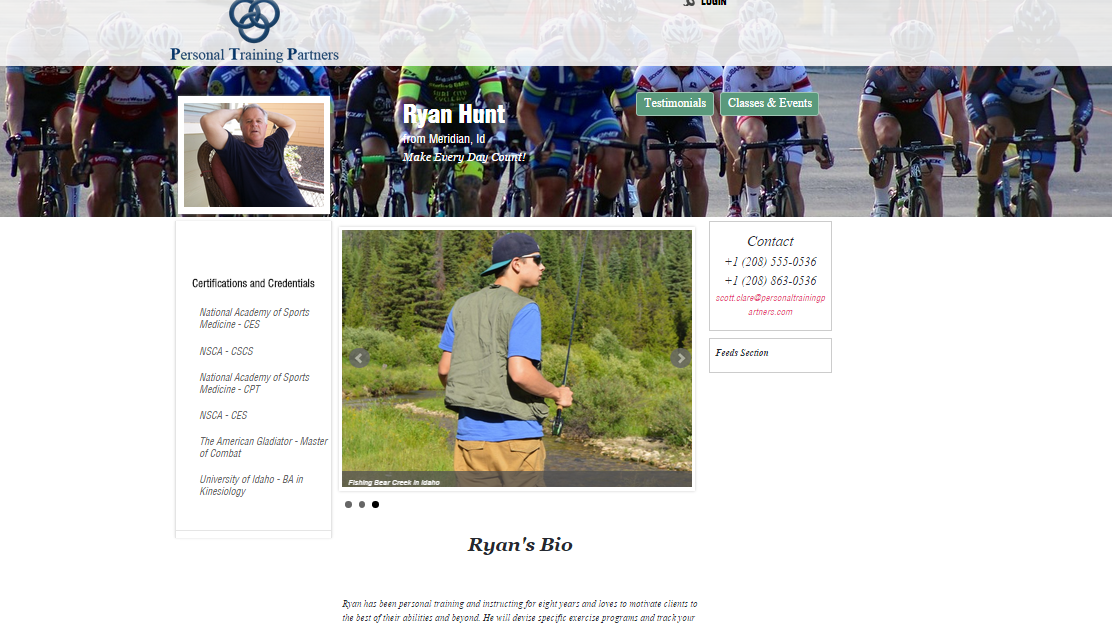 LOGIN
Personal Training Partners
Testimonials
Classes & Events
Ryan Hunt
from Meridian, Id
Make Every Day Count!
Certifications and Credentials
National Academy of Sports
Medicine - CES
NSCA - CSCS
National Academy of Sports
Medicine - CPT
NSCA - CES
The American Gladiator - Master
of Combat
University of Idaho - BA in
Kinesiology
Fishing Bear Creek in Idaho
Contact
+1 (208) 555-0536
+1 (208) 863-0536
scott.clare@personaltrainingp
artners.com
Feeds Section
Ryan's Bio
Ryan has been personal training and instructing for eight years and loves to motivate clients to
the best of their abilities and beyond. He will devise specific exercise programs and track your